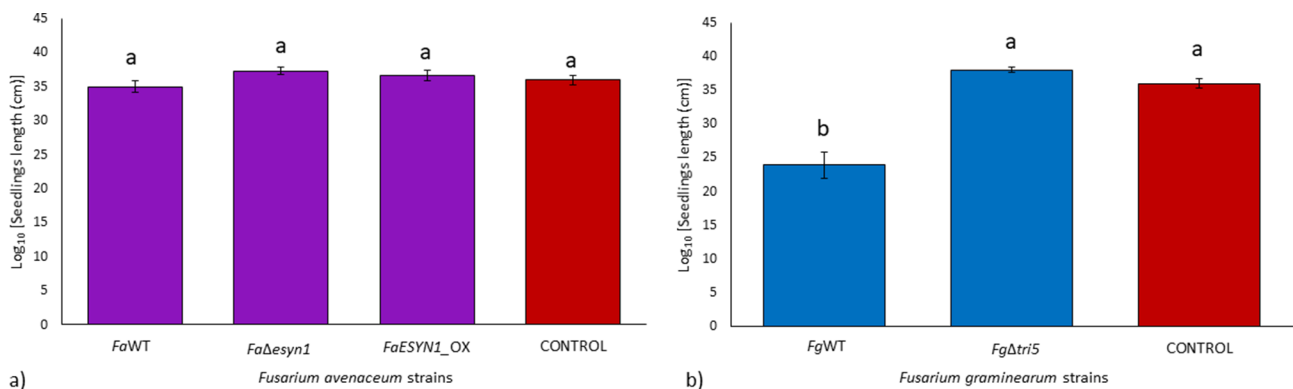 Log₁₀ [Seedlings length (cm)]
45
40
35
30
25
20
15
10
5
0
a
a
a
a
FaWT
FaΔesyn1
FaESYN1_OX
CONTROL
a)
Fusarium avenaceum strains
Log₁₀ [Seedlings length (cm)]
45
40
35
30
25
20
15
10
5
0
b
a
a
FgWT
FgΔtri5
CONTROL
b)
Fusarium graminearum strains